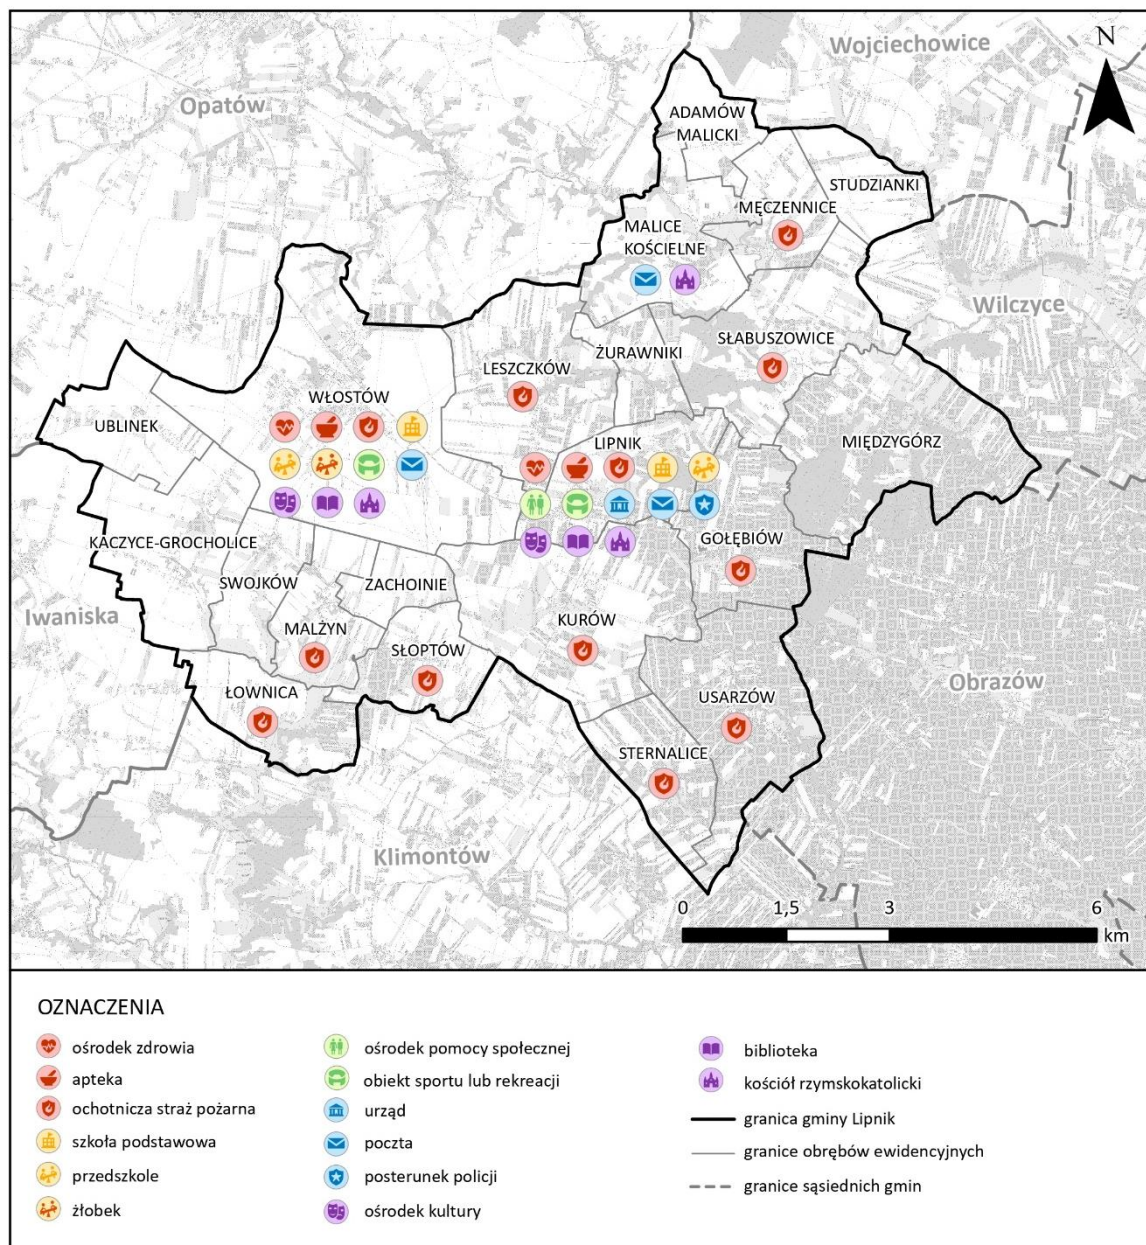 Wojciechowice
N
Opatów
ADAMÓW
MALICKI
STUDZIANKI
MĘCZENNICE
MALICE
KOŚCIELNE
Wilczyce
SŁABUSZOWICE
ŻURAWNIKI
LESZCZKÓW
WŁOSTÓW
UBLINEK
LIPNIK
MIĘDZYGÓRZ
GOŁĘBIÓW
KACZYCE-GROCHOLICE
SWOJKÓW
ZACHOINIE
Iwaniska
KURÓW
MALŻYN
SŁOPTÓW
Obrazów
ŁOWNICA
USARZÓW
STERNALICE
Klimontów
0 1,5 3 6
km
OZNACZENIA
ośrodek zdrowia
apteka
ochotnicza straż pożarna
szkoła podstawowa
przedszkole
żłobek
ośrodek pomocy społecznej
obiekt sportu lub rekreacji
urząd
poczta
posterunek policji
ośrodek kultury
biblioteka
kościół rzymskokatolicki
granica gminy Lipnik
granice obrębów ewidencyjnych
granice sąsiednich gmin